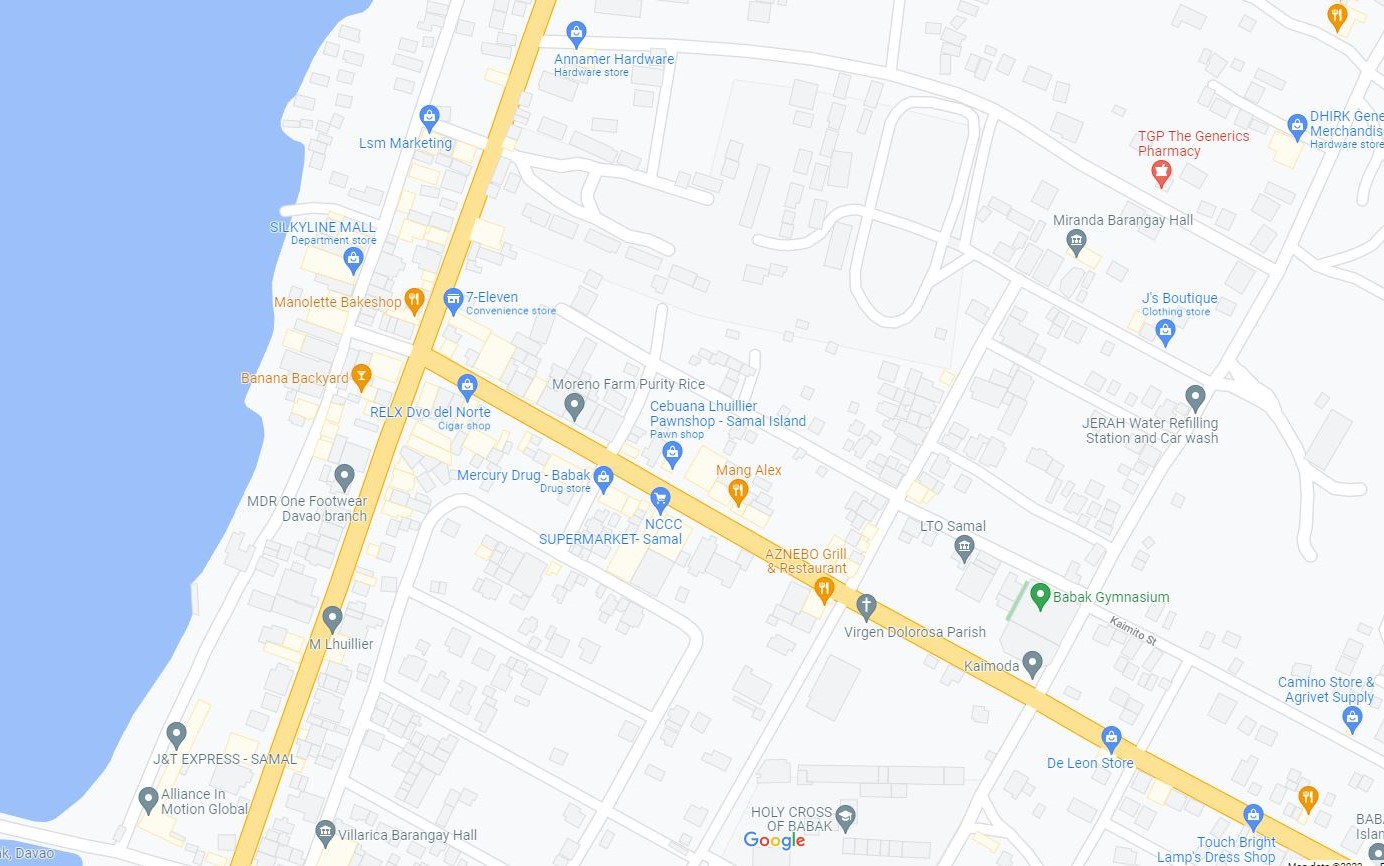 Annamer Hardware
Hardware store
Lsm Marketing
DHIRK Gene
Merchandis
Hardware store
TGP The Generics
Pharmacy
Miranda Barangay Hall
SILKYLINE MALL
Department store
Manolette Bakeshop
7-Eleven
Convenience store
J's Boutique
Clothing store
Banana Backyard
RELX Dvo del Norte
Cigar shop
Moreno Farm Purity Rice
Cebuana Lhuillier
Pawnshop - Samal Island
Pawn shop
JERAH Water Refilling
Station and Car wash
Mercury Drug - Babak
Drug store
Mang Alex
MDR One Footwear
Davao branch
NCCC
SUPERMARKET- Samal
LTO Samal
AZNEBO Grill
& Restaurant
Babak Gymnasium
Virgen Dolorosa Parish
Kaimito St
M Lhuillier
Kaimoda
Camino Store &
Agrivet Supply
J&T EXPRESS - SAMAL
De Leon Store
Alliance In
Motion Global
HOLY CROSS
OF BABAK
Villarica Barangay Hall
Google
BABA
Islan
Touch Bright
Lamp's Dress Shop
k, Davao